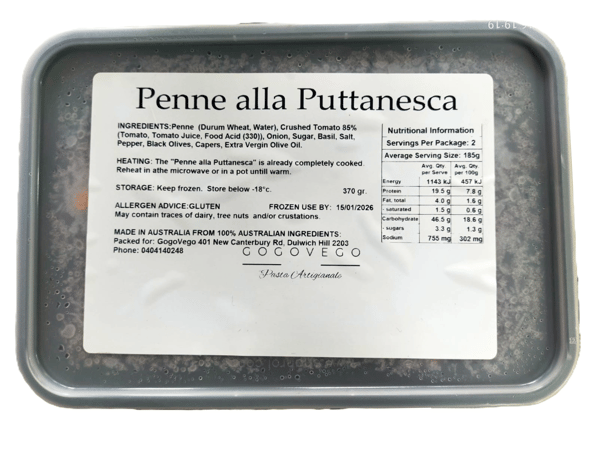 Penne alla Puttanesca
INGREDIENTS:Penne (Durum Wheat, Water), Crushed Tomato 85%
(Tomato, Tomato Juice, Food Acid (330)), Onion, Sugar, Basil, Salt,
Pepper, Black Olives, Capers, Extra Vergin Olive Oil.
HEATING: The "Penne alla Puttanesca" is already completely cooked.
Reheat in athe microwave or in a pot untill warm.
STORAGE: Keep frozen. Store below -18°c. 370 gr.
ALLERGEN ADVICE:GLUTEN FROZEN USE BY: 15/01/2026
May contain traces of dairy, tree nuts and/or crustations.
MADE IN AUSTRALIA FROM 100% AUSTRALIAN INGREDIENTS:
Packed for: GogoVego 401 New Canterbury Rd, Dulwich Hill 2203
Phone: 0404140248
GOGOVEGO
Pasta Artigianale
Nutritional Information
Servings Per Package: 2
Average Serving Size: 185g
Avg. Qty. per Serve Avg. Qty. per 100g
Energy 1143 kJ 457 kJ
Protein 19.5 g 7.8 g
Fat, total 4.0 g 1.6 g
- saturated 1.5 g 0.6 g
Carbohydrate 46.5 g 18.6 g
- sugars 3.3 g 1.3 g
Sodium 755 mg 302 mg